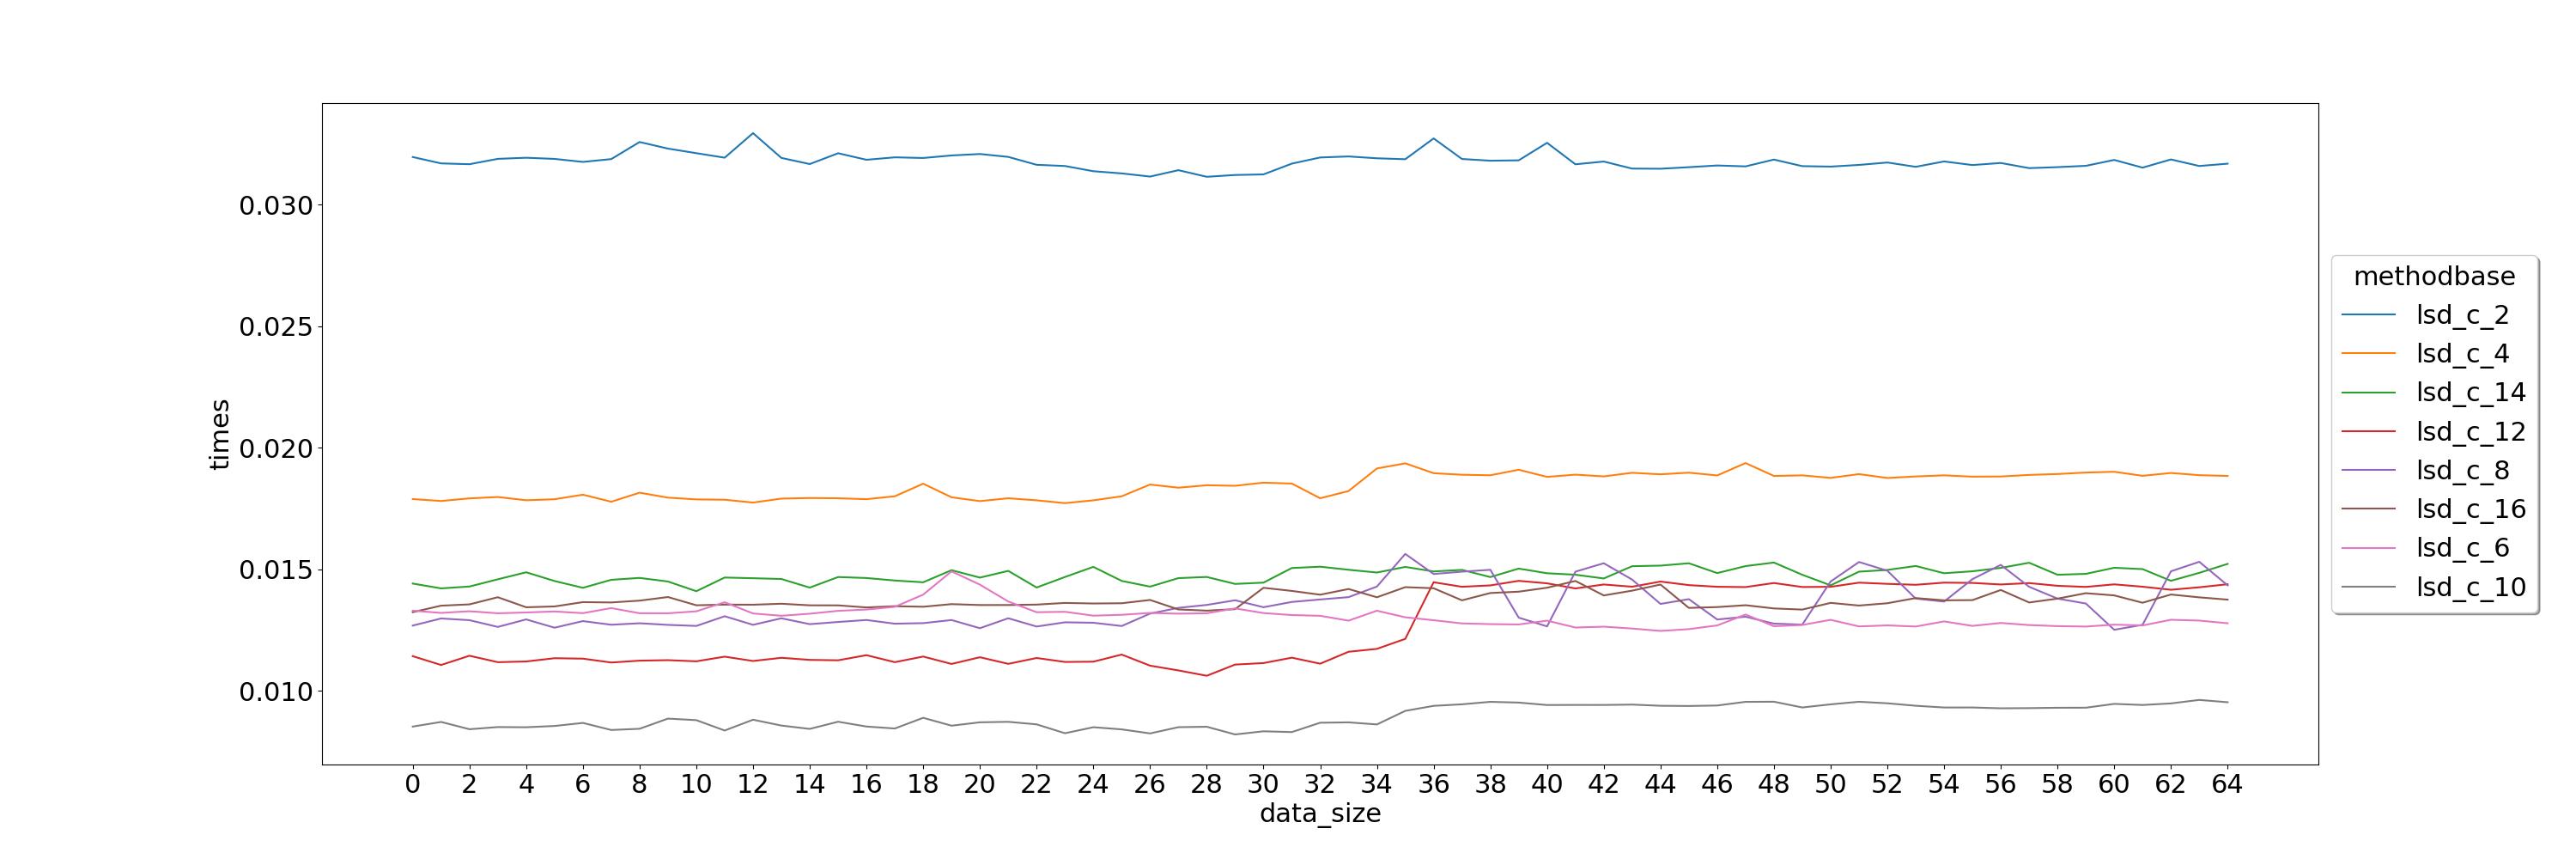 0.030
0.025
0.020
0.015
0.010
times
0 2 4 6 8 10 12 14 16 18 20 22 24 26 28 30 32 34 36 38 40 42 44 46 48 50 52 54 56 58 60 62 64
data_size
methodbase
lsd_c_2
lsd_c_4
lsd_c_14
lsd_c_12
lsd_c_8
lsd_c_16
lsd_c_6
lsd_c_10